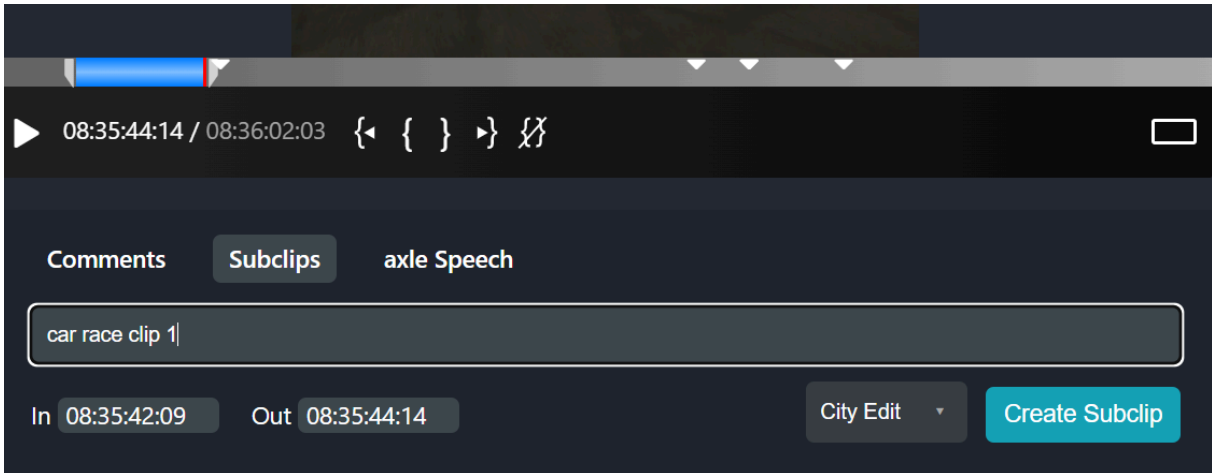 08:35:44:14 / 08:36:02:03
Comments Subclips axle Speech
car race clip 1
In 08:35:42:09 Out 08:35:44:14 City Edit Create Subclip